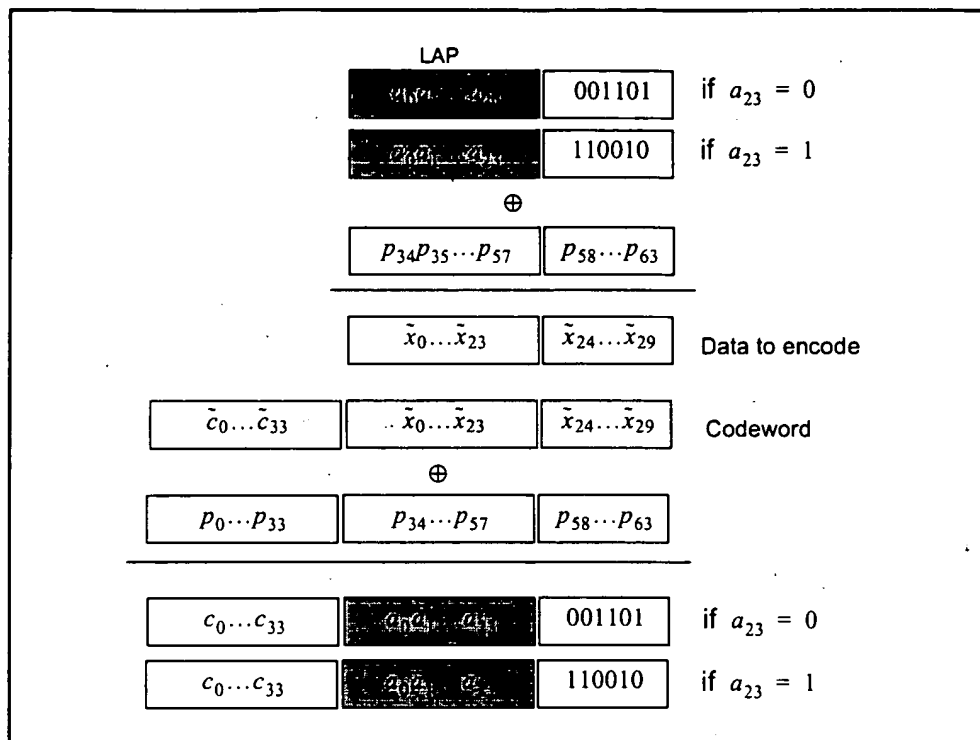 LAP
001101 if a₂₃ = 0
110010 if a₂₃ = 1
⊕
p₃₄p₃₅⋯p₅₇ p₅₈⋯p₆₃
x̃₀…x̃₂₃ x̃₂₄…x̃₂₉ Data to encode
c̃₀…c̃₃₃ x̃₀…x̃₂₃ x̃₂₄…x̃₂₉ Codeword
⊕
p₀⋯p₃₃ p₃₄⋯p₅₇ p₅₈⋯p₆₃
c₀…c₃₃ 001101 if a₂₃ = 0
c₀…c₃₃ 110010 if a₂₃ = 1